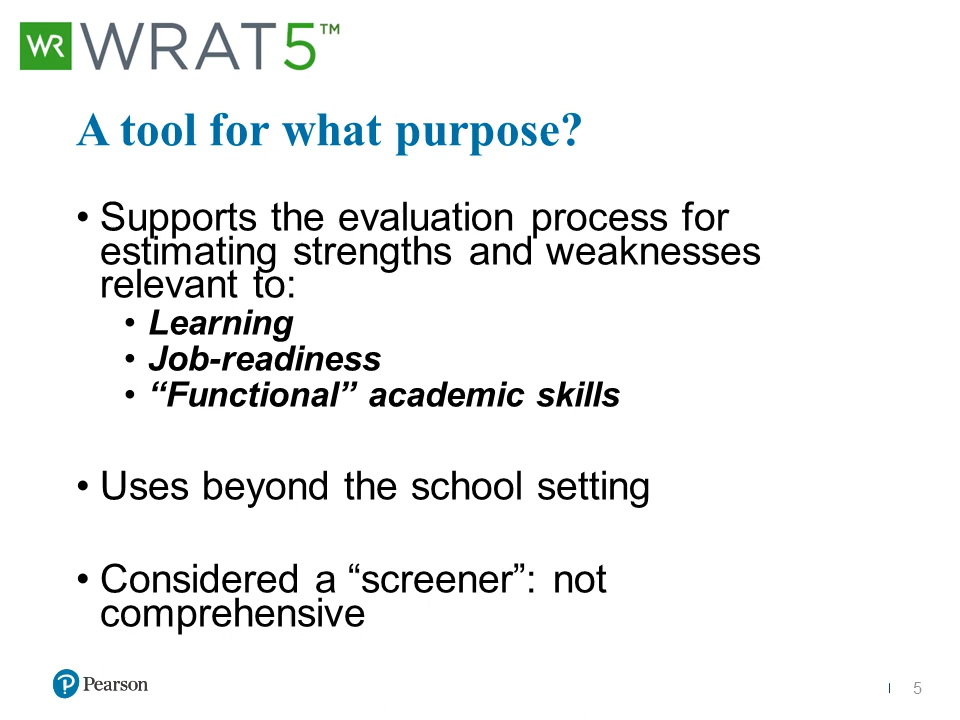 WR WRAT5™
A tool for what purpose?
• Supports the evaluation process for
estimating strengths and weaknesses
relevant to:
• Learning
• Job-readiness
• “Functional” academic skills
• Uses beyond the school setting
• Considered a “screener”: not
comprehensive
P Pearson
| 5